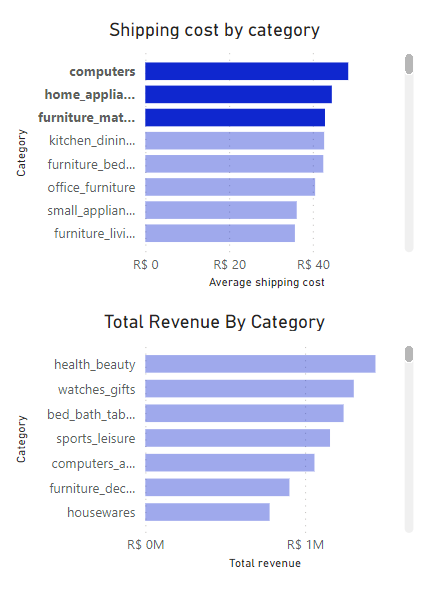 Shipping cost by category
Category
computers
home_applia...
furniture_mat...
kitchen_dinin...
furniture_bed...
office_furniture
small_applian...
furniture_livi...
R$ 0
R$ 20
R$ 40
Average shipping cost
Total Revenue By Category
Category
health_beauty
watches_gifts
bed_bath_tab...
sports_leisure
computers_a...
furniture_dec...
housewares
R$ 0M
R$ 1M
Total revenue